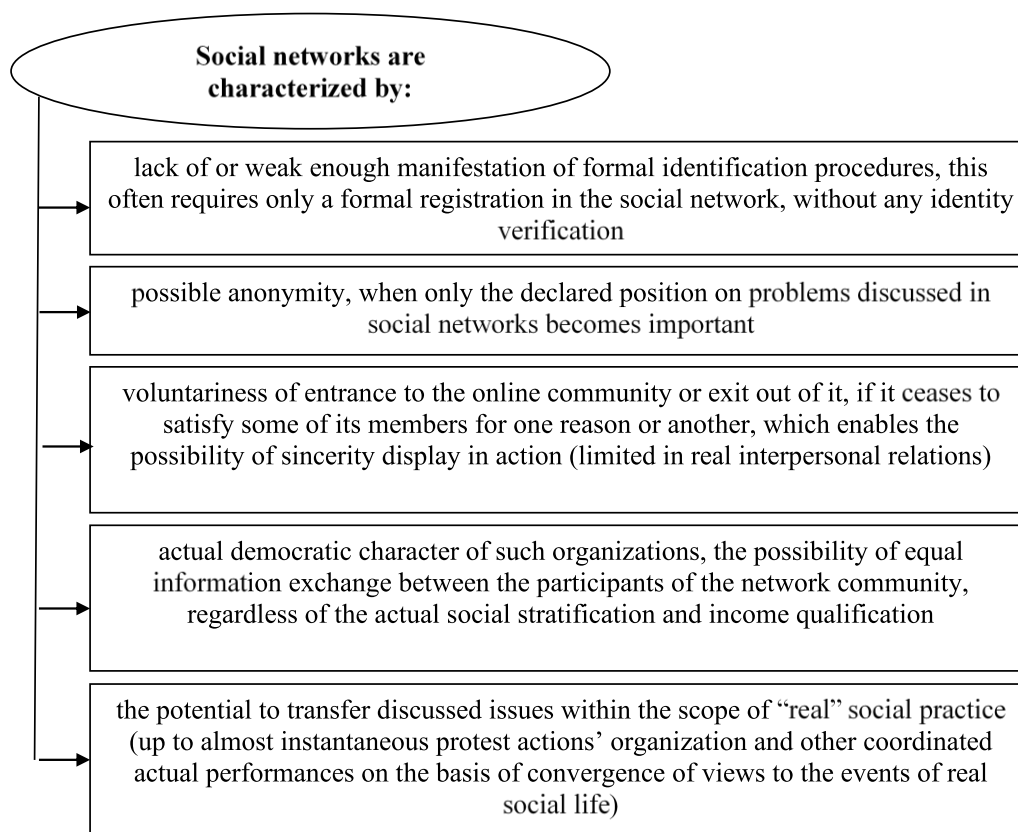 Social networks are
characterized by:
lack of or weak enough manifestation of formal identification procedures, this
often requires only a formal registration in the social network, without any identity
verification
possible anonymity, when only the declared position on problems discussed in
social networks becomes important
voluntariness of entrance to the online community or exit out of it, if it ceases to
satisfy some of its members for one reason or another, which enables the
possibility of sincerity display in action (limited in real interpersonal relations)
actual democratic character of such organizations, the possibility of equal
information exchange between the participants of the network community,
regardless of the actual social stratification and income qualification
the potential to transfer discussed issues within the scope of “real” social practice
(up to almost instantaneous protest actions’ organization and other coordinated
actual performances on the basis of convergence of views to the events of real
social life)